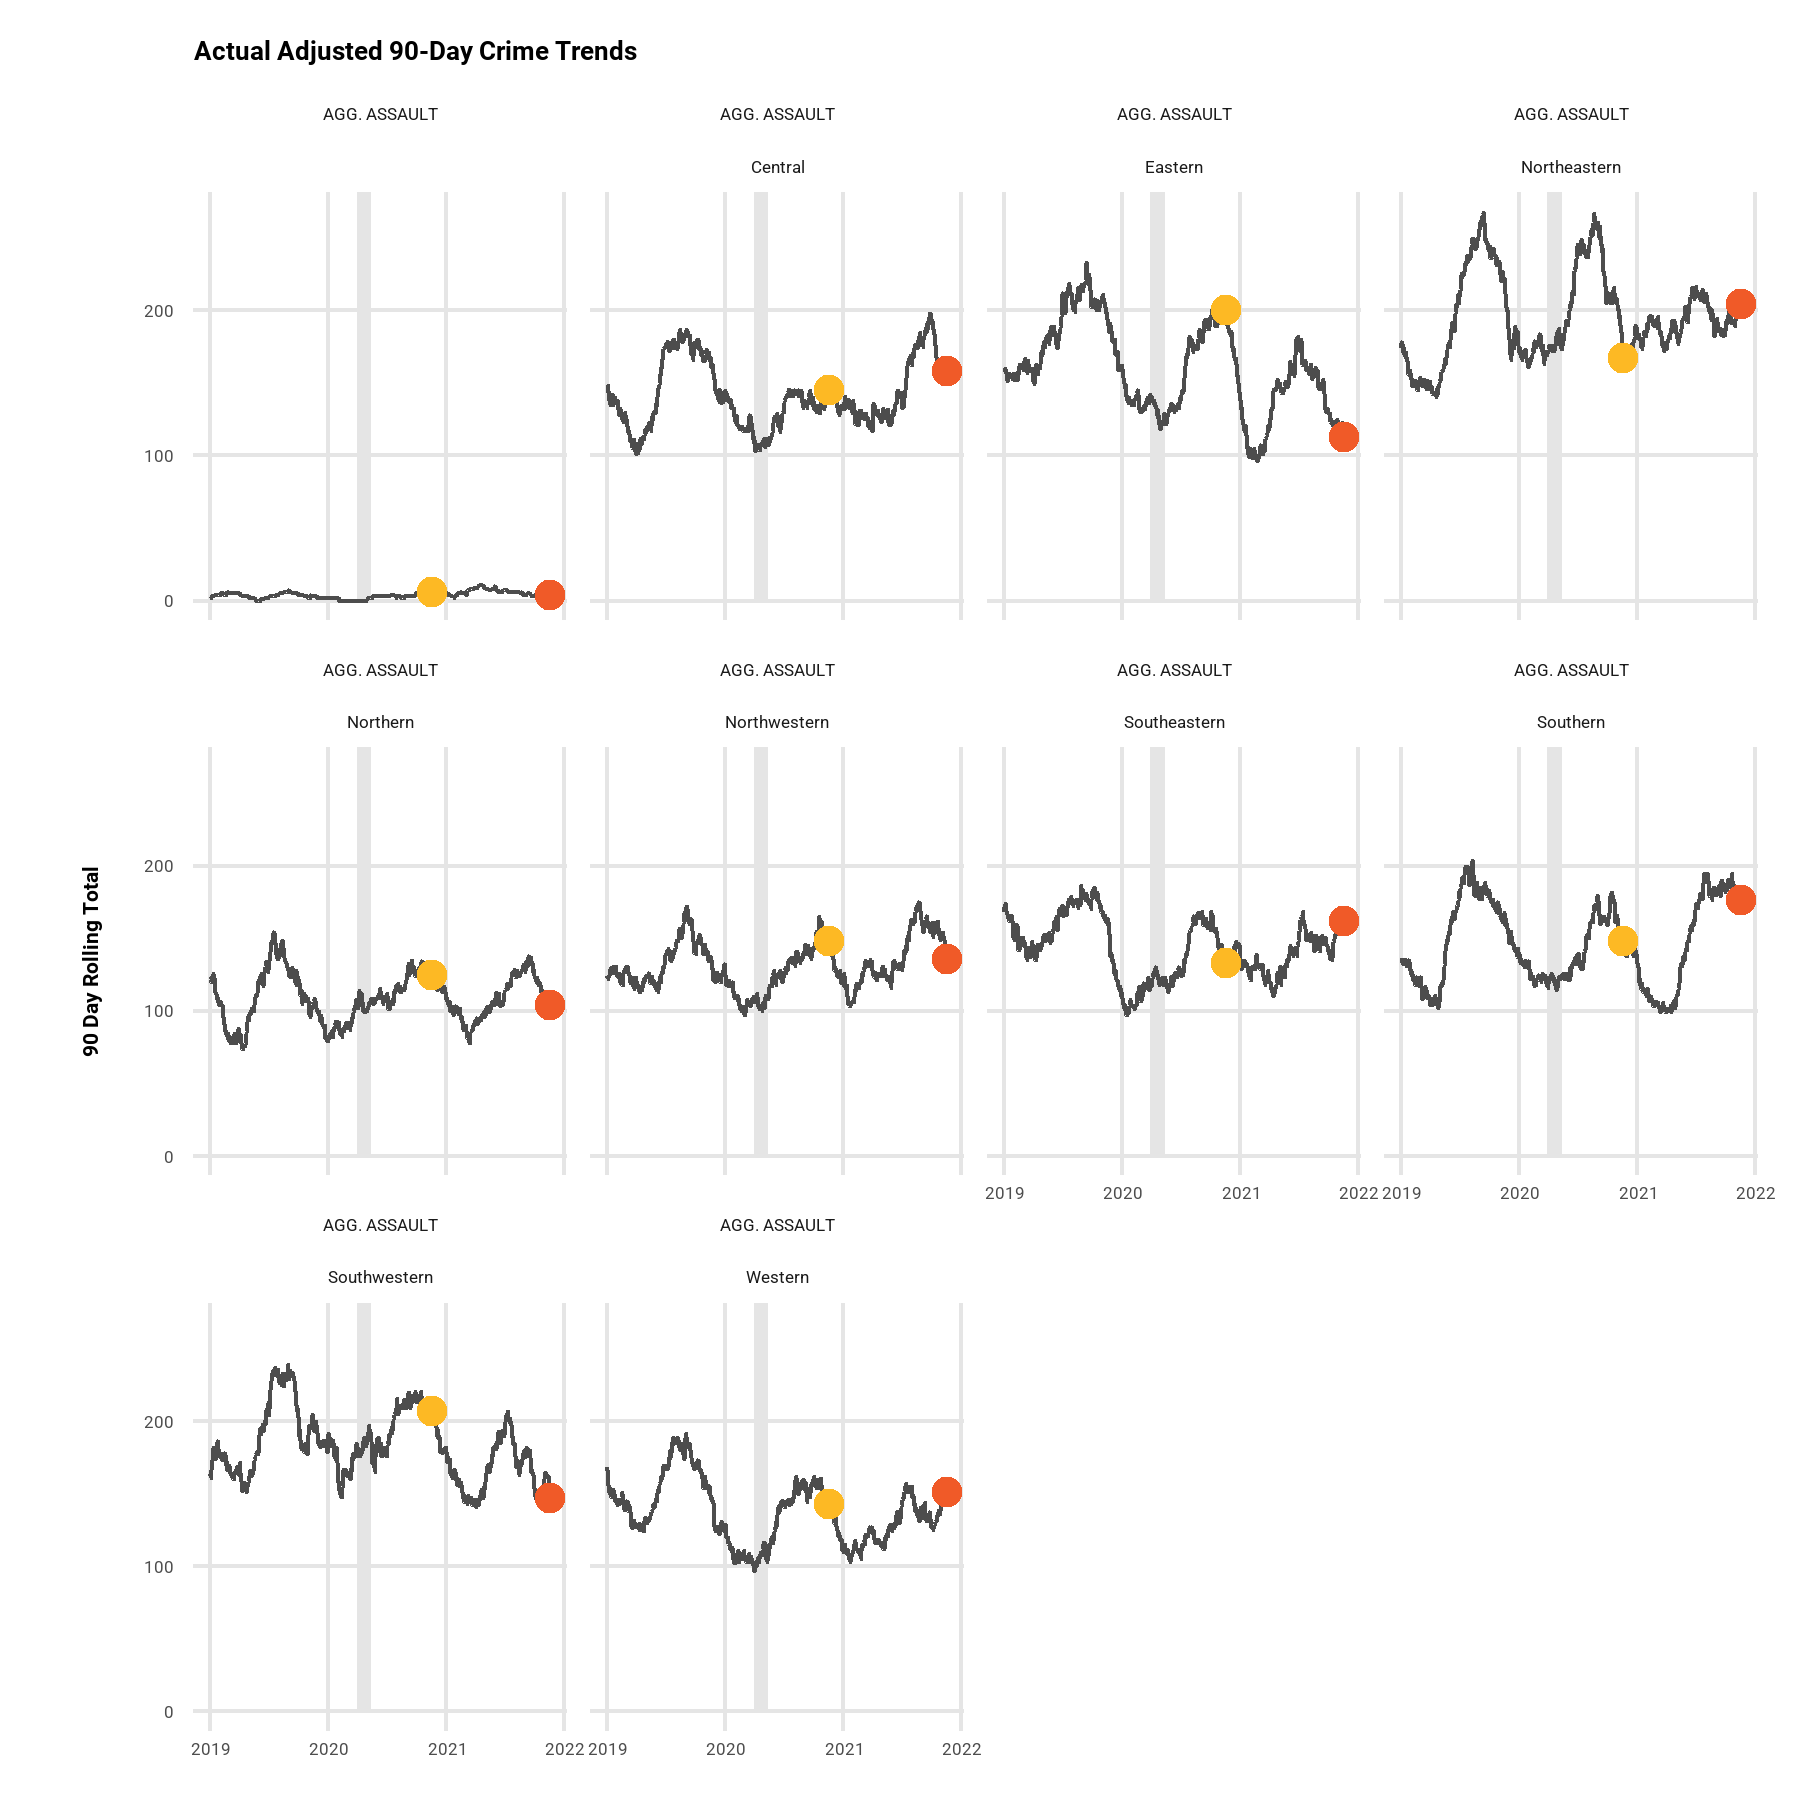 Actual Adjusted 90-Day Crime Trends
AGG. ASSAULT
AGG. ASSAULT
AGG. ASSAULT
AGG. ASSAULT
Central
Eastern
Northeastern
200
100
0
AGG. ASSAULT
AGG. ASSAULT
AGG. ASSAULT
AGG. ASSAULT
Northern
Northwestern
Southeastern
Southern
90 Day Rolling Total
200
100
0
2019 2020 2021 2022 2019 2020 2021 2022
AGG. ASSAULT
AGG. ASSAULT
Southwestern
Western
200
100
0
2019 2020 2021 2022 2019 2020 2021 2022